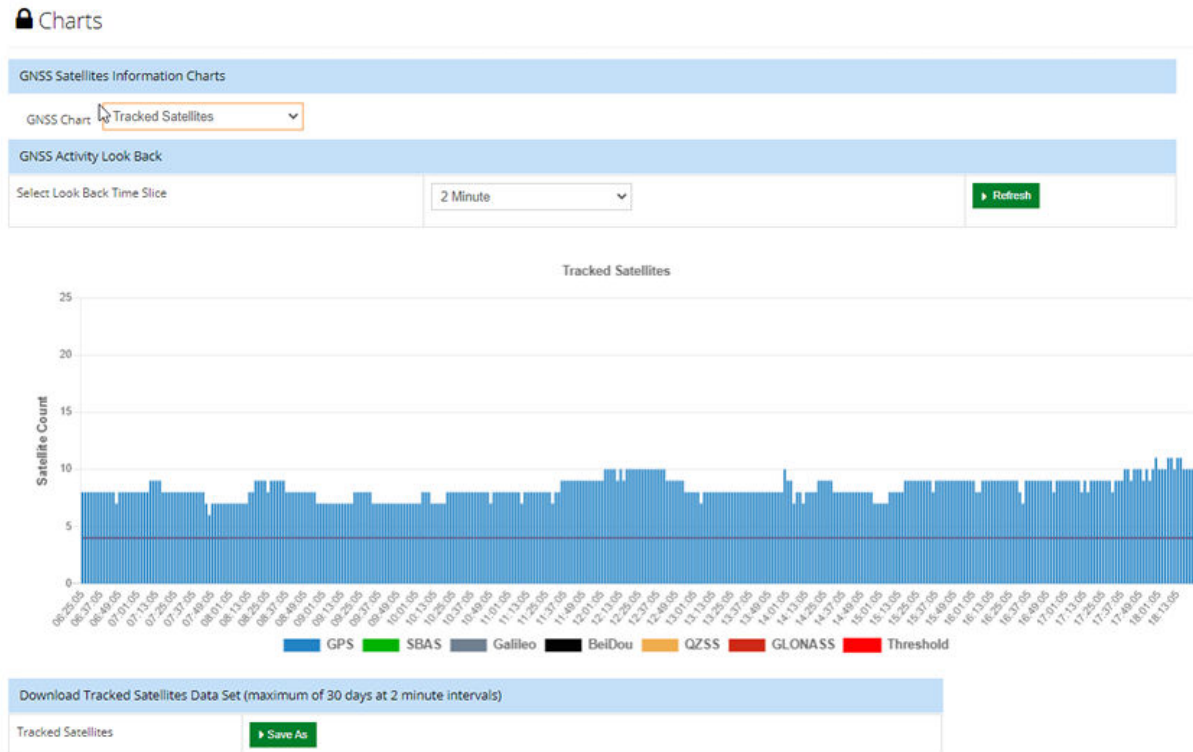 Charts
GNSS Satellites Information Charts
GNSS Chart Tracked Satellites
GNSS Activity Look Back
Select Look Back Time Slice 2 Minute Refresh
Tracked Satellites
25
20
15
10
5
0
Satellite Count
06:25:05 06:37:05 06:49:05 07:01:05 07:13:05 07:25:05 07:37:05 07:49:05 08:01:05 08:13:05 08:25:05 08:37:05 08:49:05 09:01:05 09:13:05 09:25:05 09:37:05 09:49:05 10:01:05 10:13:05 10:25:05 10:37:05 10:49:05 11:01:05 11:13:05 11:25:05 11:37:05 11:49:05 12:01:05 12:13:05 12:25:05 12:37:05 12:49:05 13:01:05 13:13:05 13:25:05 13:37:05 13:49:05 14:01:05 14:13:05 14:25:05 14:37:05 14:49:05 15:01:05 15:13:05 15:25:05 15:37:05 15:49:05 16:01:05 16:13:05 16:25:05 16:37:05 16:49:05 17:01:05 17:13:05 17:25:05 17:37:05 17:49:05 18:01:05 18:13:05
GPS SBAS Galileo BeiDou QZSS GLONASS Threshold
Download Tracked Satellites Data Set (maximum of 30 days at 2 minute intervals)
Tracked Satellites Save As